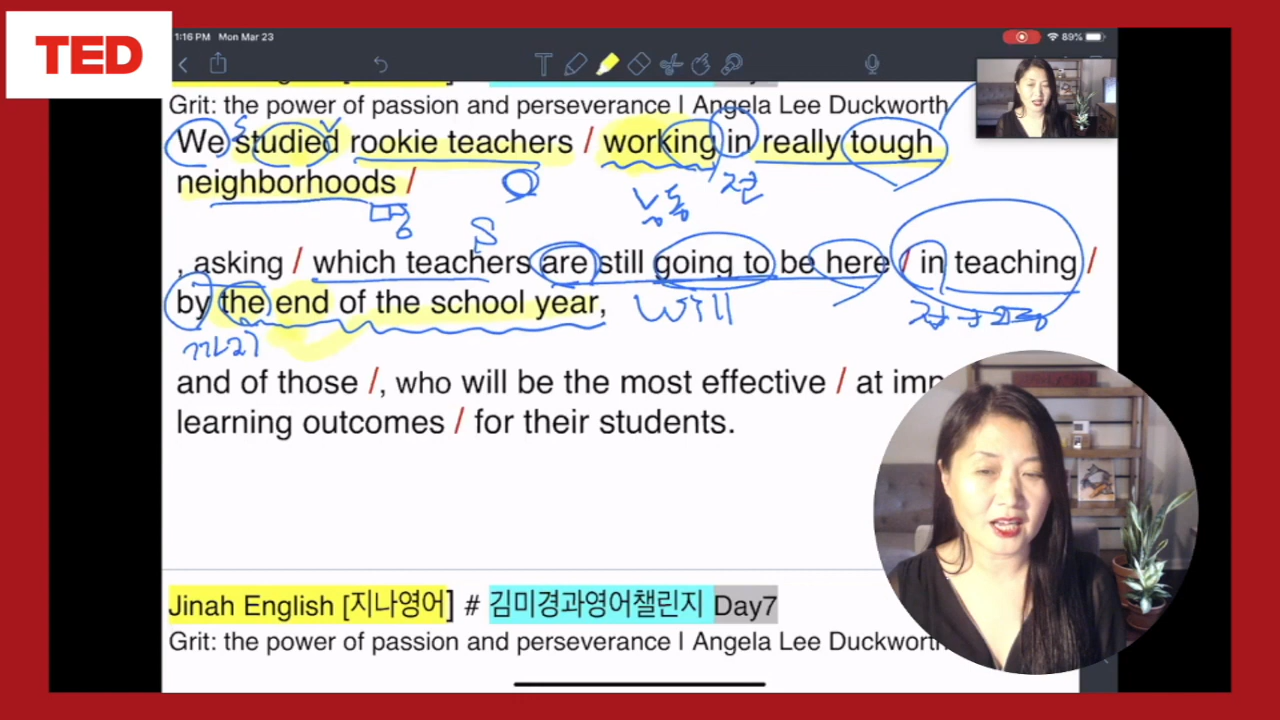 TED
1:16 PM Mon Mar 23
89%
Grit: the power of passion and perseverance I Angela Lee Duckworth
We studied rookie teachers / working in really tough
neighborhoods /
능동
전
명
S
O
, asking / which teachers are still going to be here / in teaching /
by the end of the school year,
will
까지
and of those /, who will be the most effective / at
learning outcomes / for their students.
Jinah English [지나영어] # 김미경과영어챌린지 Day7
Grit: the power of passion and perseverance I Angela Lee Duckworth